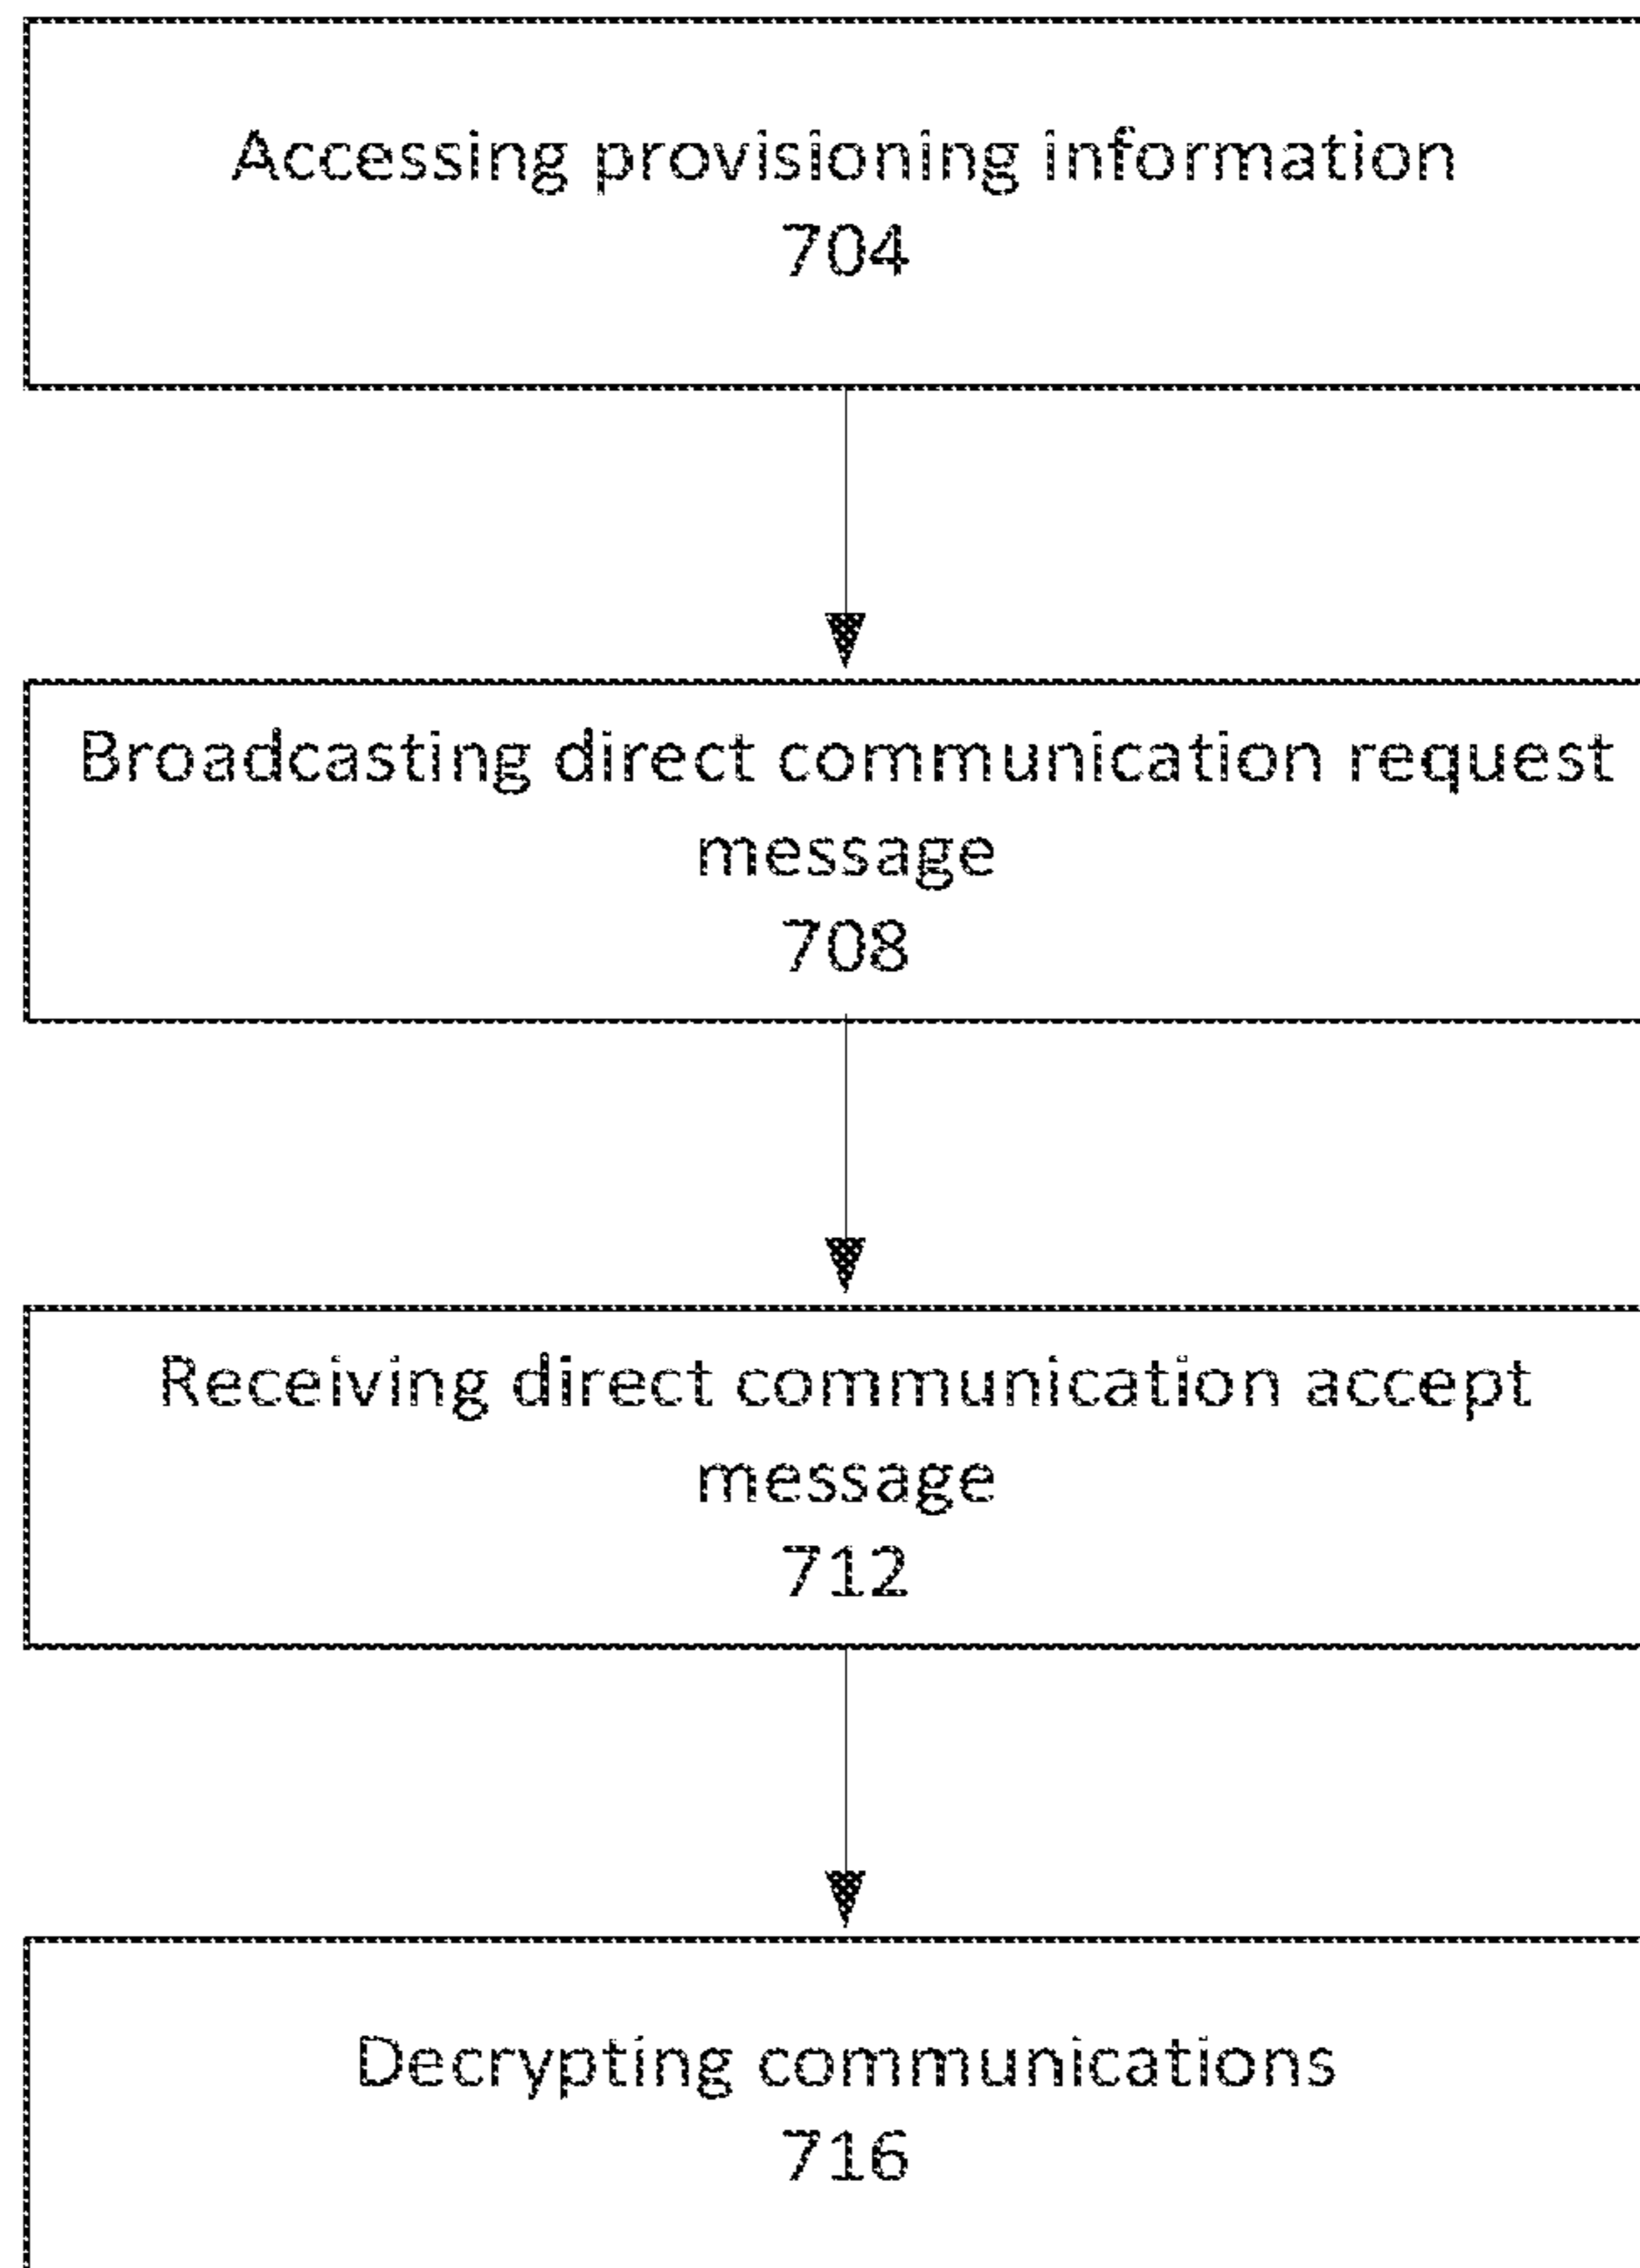 Accessing provisioning information
704
Broadcasting direct communication request
message
708
Receiving direct communication accept
message
712
Decrypting communications
716